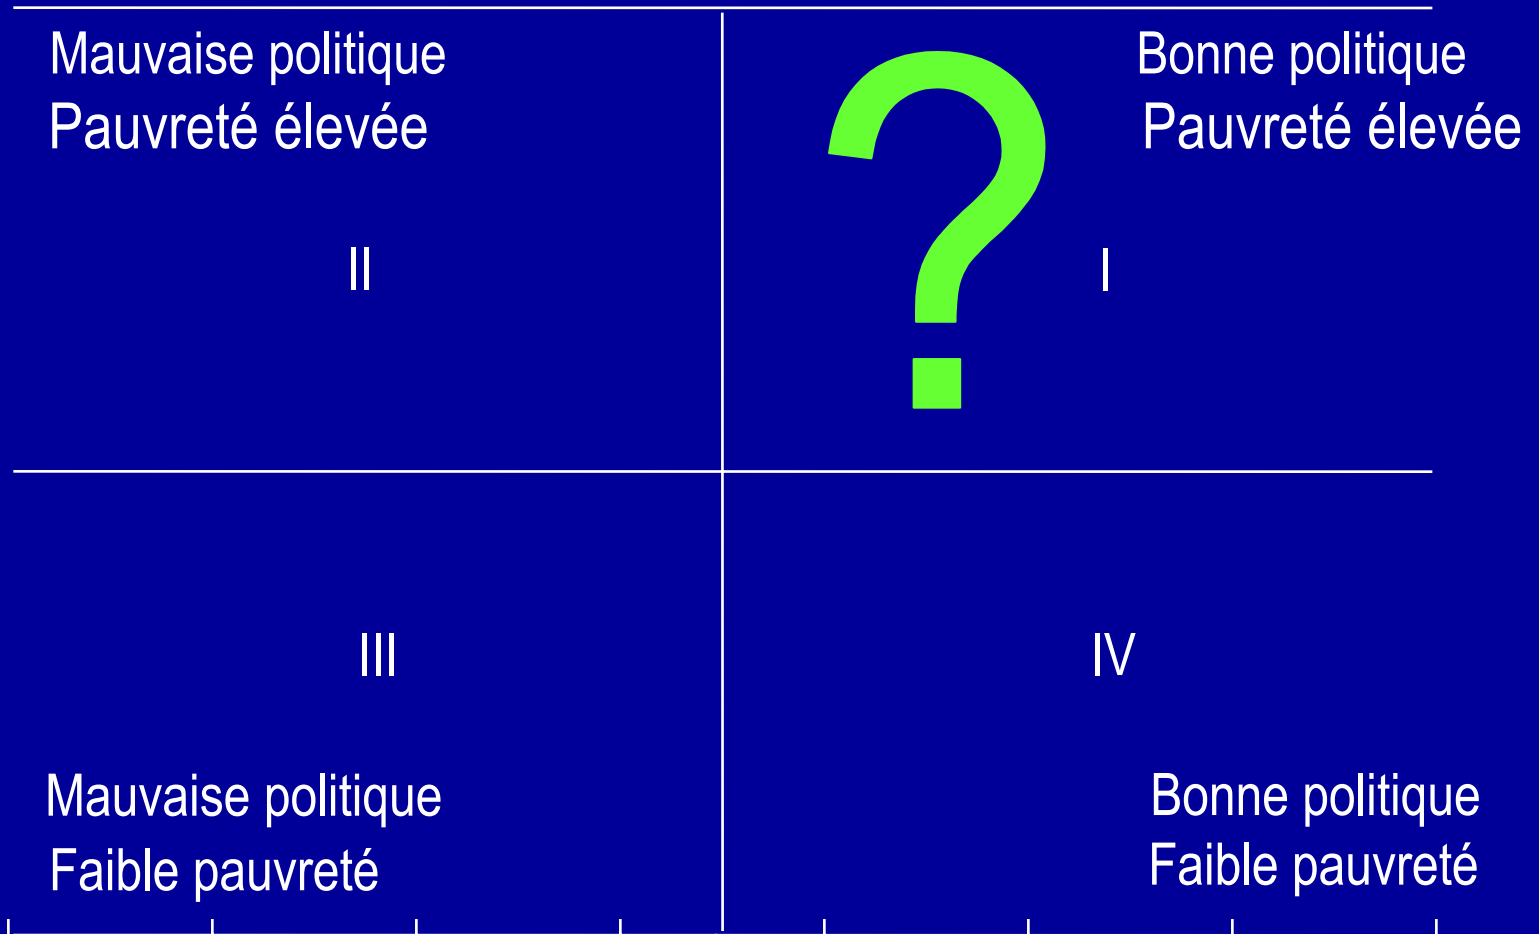 Mauvaise politique
Pauvreté élevée
II
?
Bonne politique
Pauvreté élevée
I
III
Mauvaise politique
Faible pauvreté
IV
Bonne politique
Faible pauvreté